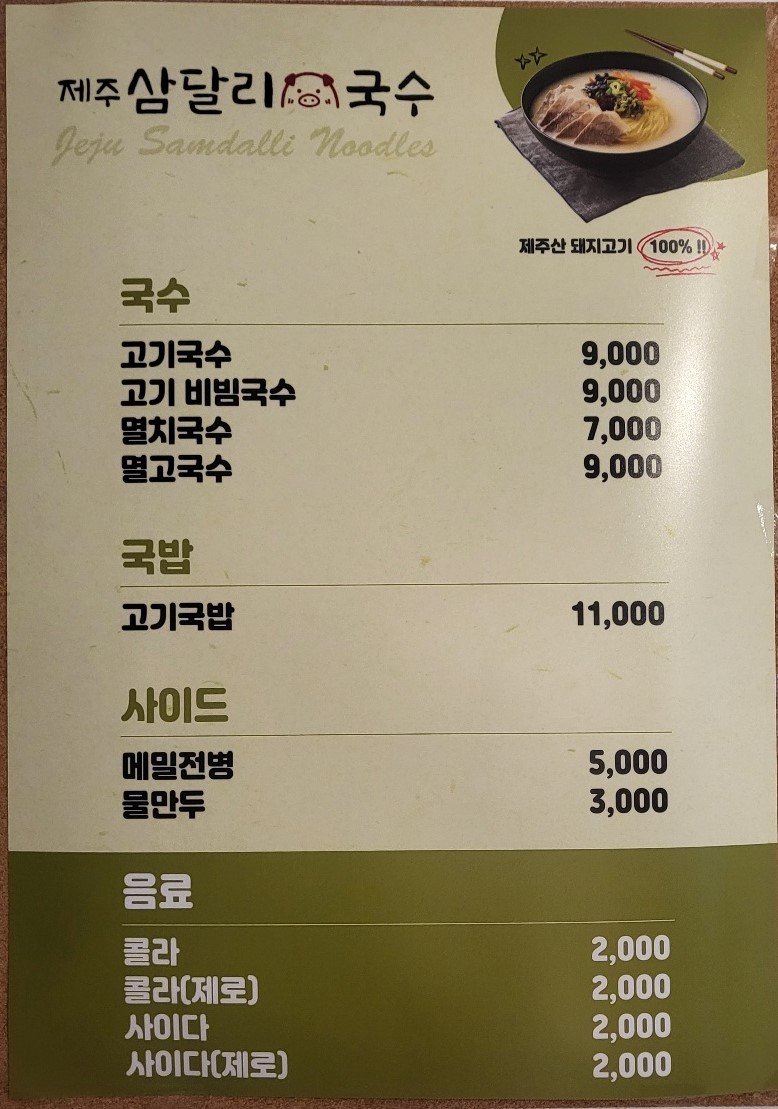 제주 삼달리 국수
Jeju Samdalli Noodles
제주산 돼지고기 100% !!
국수
고기국수 9,000
고기 비빔국수 9,000
멸치국수 7,000
멸고국수 9,000
국밥
고기국밥 11,000
사이드
메밀전병 5,000
물만두 3,000
음료
콜라 2,000
콜라(제로) 2,000
사이다 2,000
사이다(제로) 2,000